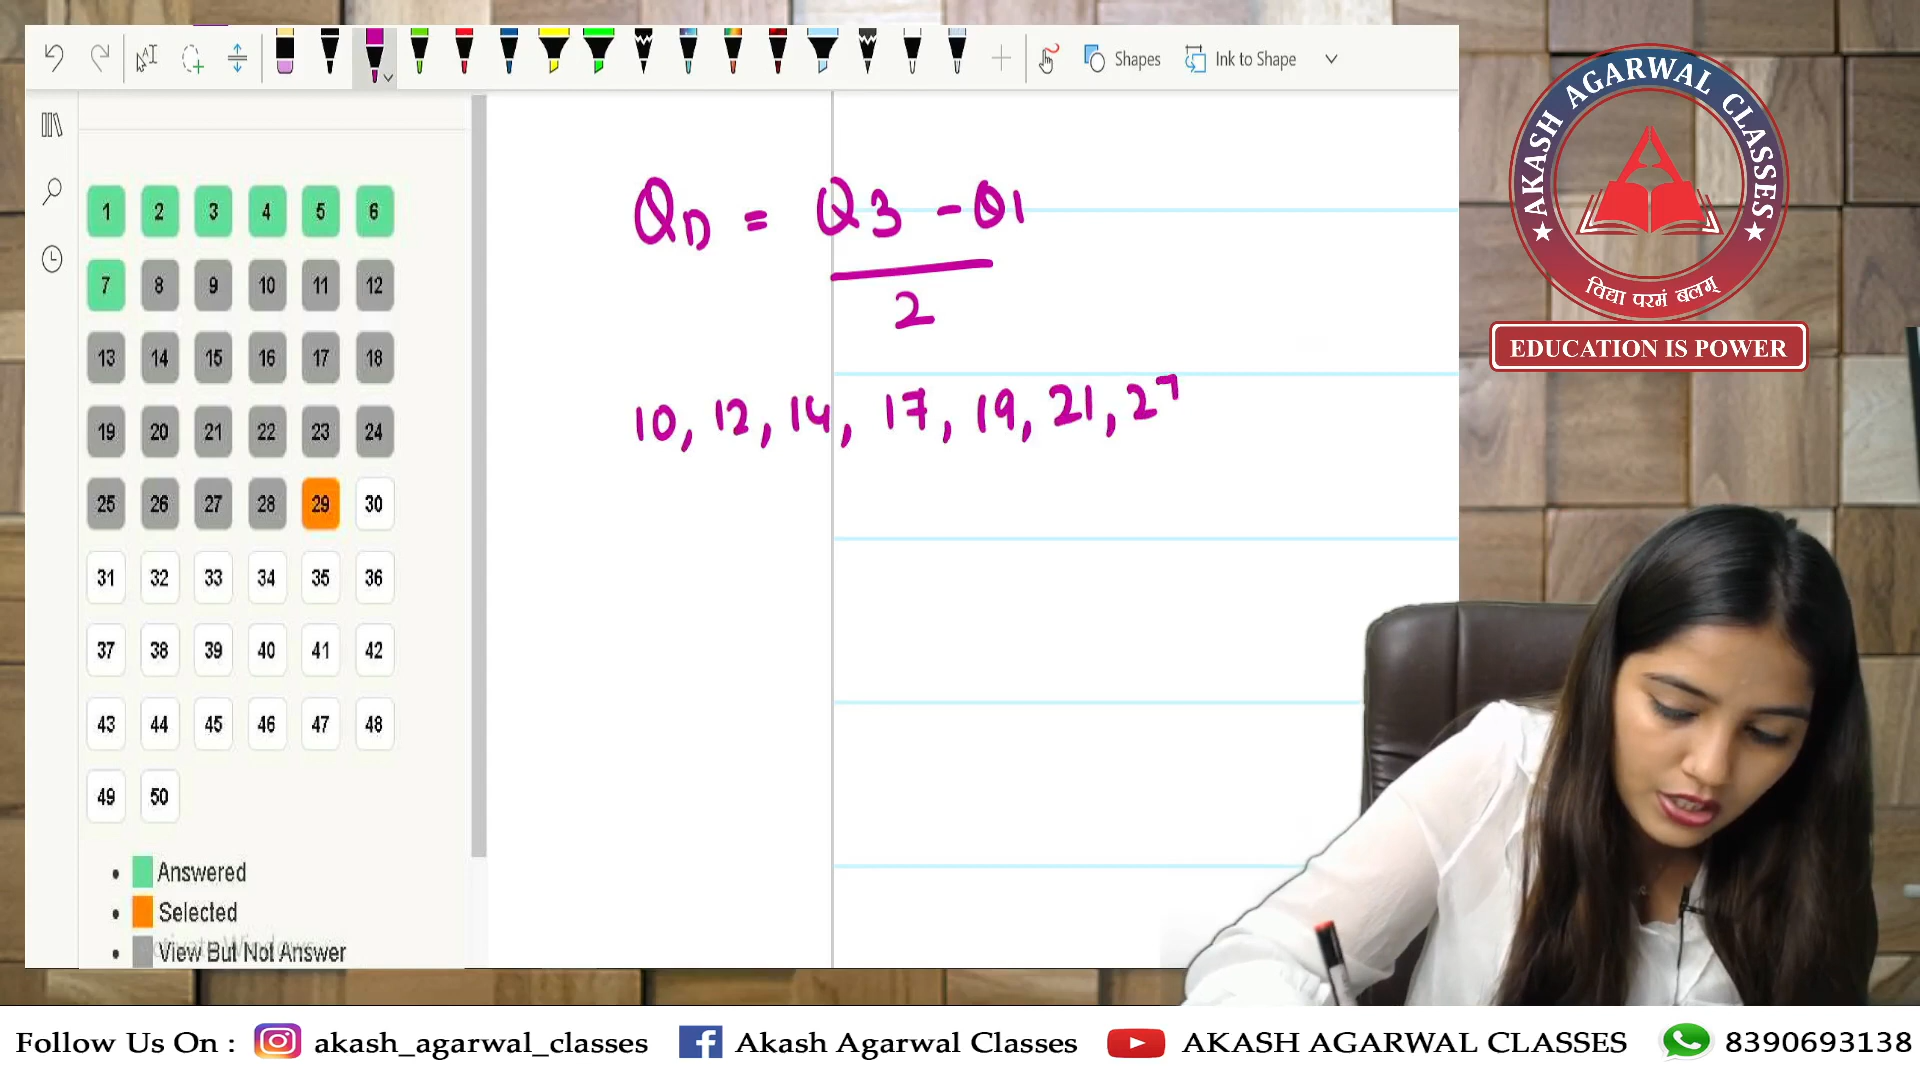 Shapes
Ink to Shape
1 2 3 4 5 6
7 8 9 10 11 12
13 14 15 16 17 18
19 20 21 22 23 24
25 26 27 28 29 30
31 32 33 34 35 36
37 38 39 40 41 42
43 44 45 46 47 48
49 50
Answered
Selected
View But Not Answer
QD = Q3 - Q1
2
10, 12, 14, 17, 19, 21, 27
AKASH AGARWAL CLASSES
विद्या परमं बलम्
EDUCATION IS POWER
Follow Us On : akash_agarwal_classes Akash Agarwal Classes AKASH AGARWAL CLASSES 8390693138